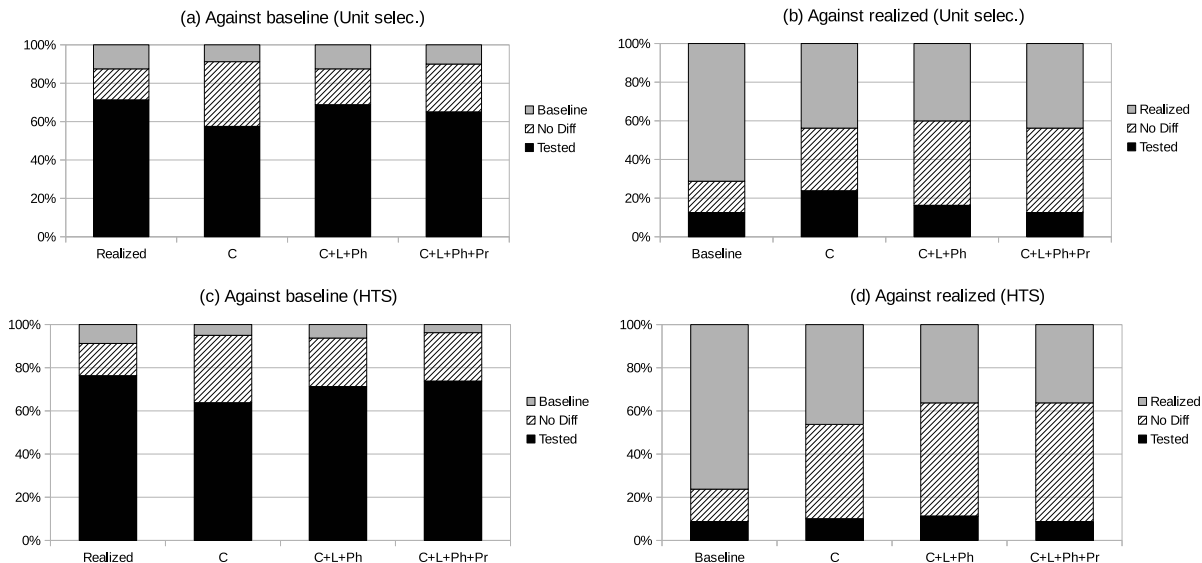 (a) Against baseline (Unit selec.)
100%
80%
60%
40%
20%
0%
Realized
C
C+L+Ph
C+L+Ph+Pr
Baseline
No Diff
Tested
(b) Against realized (Unit selec.)
100%
80%
60%
40%
20%
0%
Baseline
C
C+L+Ph
C+L+Ph+Pr
Realized
No Diff
Tested
(c) Against baseline (HTS)
100%
80%
60%
40%
20%
0%
Realized
C
C+L+Ph
C+L+Ph+Pr
Baseline
No Diff
Tested
(d) Against realized (HTS)
100%
80%
60%
40%
20%
0%
Baseline
C
C+L+Ph
C+L+Ph+Pr
Realized
No Diff
Tested